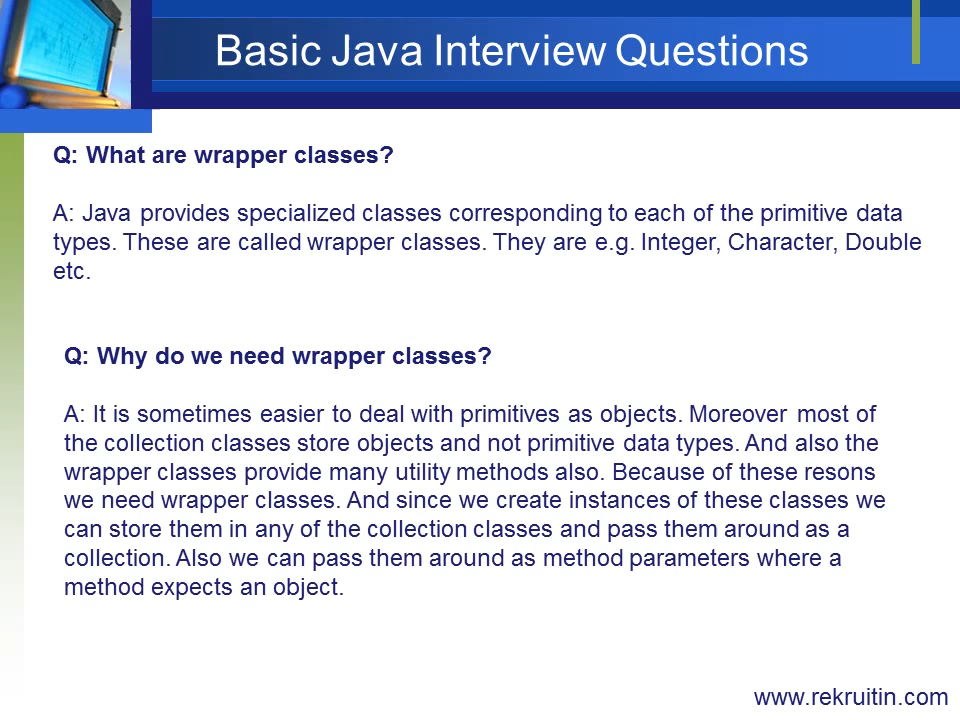 Basic Java Interview Questions
Q: What are wrapper classes?
A: Java provides specialized classes corresponding to each of the primitive data
types. These are called wrapper classes. They are e.g. Integer, Character, Double
etc.
Q: Why do we need wrapper classes?
A: It is sometimes easier to deal with primitives as objects. Moreover most of
the collection classes store objects and not primitive data types. And also the
wrapper classes provide many utility methods also. Because of these resons
we need wrapper classes. And since we create instances of these classes we
can store them in any of the collection classes and pass them around as a
collection. Also we can pass them around as method parameters where a
method expects an object.
www.rekruitin.com